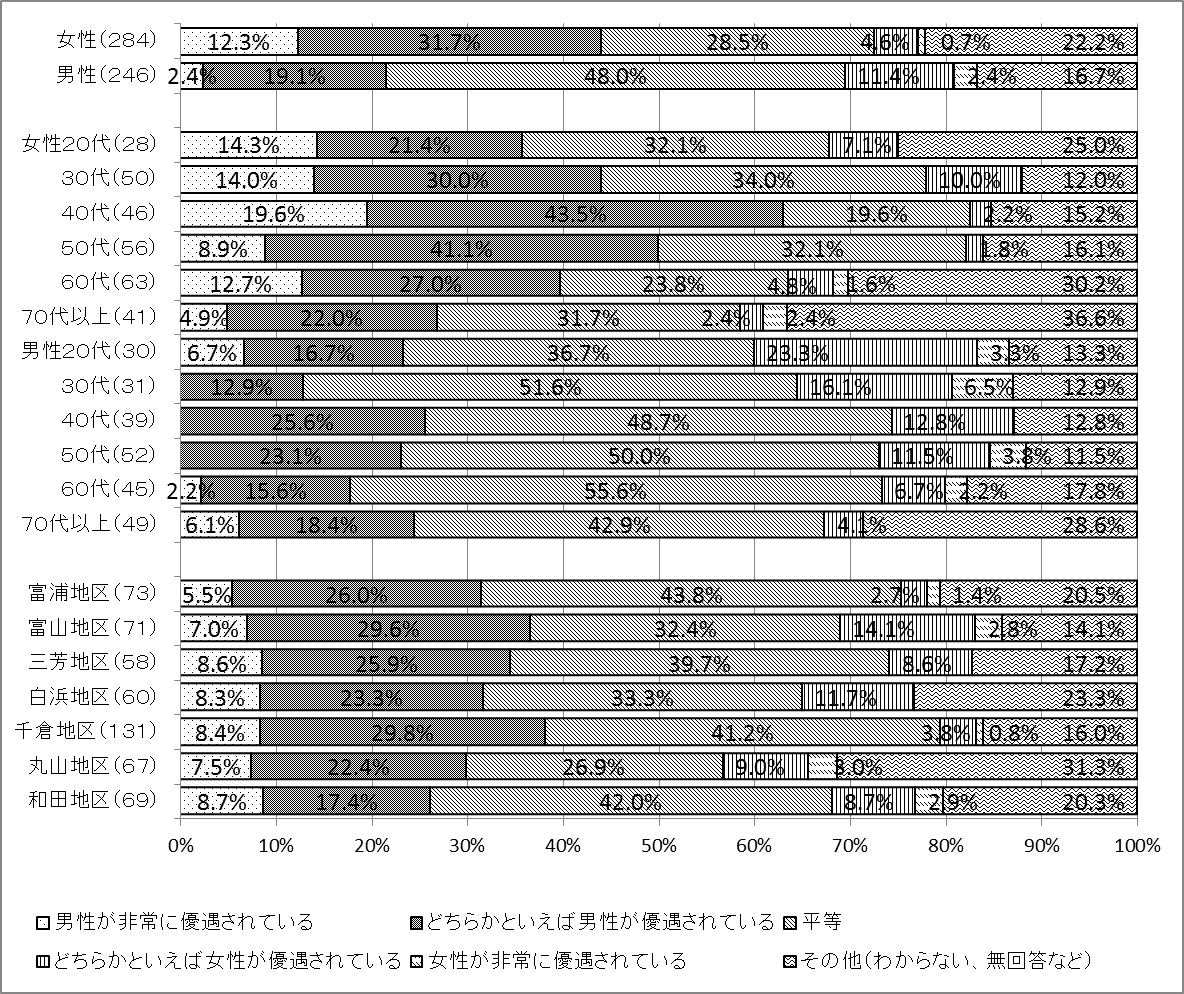 女性(284) 12.3% 31.7% 28.5% 4.6% 0.7% 22.2%
男性(246) 2.4% 19.1% 48.0% 11.4% 2.4% 16.7%
女性20代(28) 14.3% 21.4% 32.1% 7.1% 25.0%
30代(50) 14.0% 30.0% 34.0% 10.0% 12.0%
40代(46) 19.6% 43.5% 19.6% 2.2% 15.2%
50代(56) 8.9% 41.1% 32.1% 1.8% 16.1%
60代(63) 12.7% 27.0% 23.8% 4.8% 1.6% 30.2%
70代以上(41) 4.9% 22.0% 31.7% 2.4% 2.4% 36.6%
男性20代(30) 6.7% 16.7% 36.7% 23.3% 3.3% 13.3%
30代(31) 12.9% 51.6% 16.1% 6.5% 12.9%
40代(39) 25.6% 48.7% 12.8% 12.8%
50代(52) 23.1% 50.0% 11.5% 3.8% 11.5%
60代(45) 2.2% 15.6% 55.6% 6.7% 2.2% 17.8%
70代以上(49) 6.1% 18.4% 42.9% 4.1% 28.6%
富浦地区(73) 5.5% 26.0% 43.8% 2.7% 1.4% 20.5%
富山地区(71) 7.0% 29.6% 32.4% 14.1% 2.8% 14.1%
三芳地区(58) 8.6% 25.9% 39.7% 8.6% 17.2%
白浜地区(60) 8.3% 23.3% 33.3% 11.7% 23.3%
千倉地区(131) 8.4% 29.8% 41.2% 3.8% 0.8% 16.0%
丸山地区(67) 7.5% 22.4% 26.9% 9.0% 3.0% 31.3%
和田地区(69) 8.7% 17.4% 42.0% 8.7% 2.9% 20.3%
0% 10% 20% 30% 40% 50% 60% 70% 80% 90% 100%
男性が非常に優遇されている どちらかといえば男性が優遇されている 平等
どちらかといえば女性が優遇されている 女性が非常に優遇されている その他(わからない、無回答など)